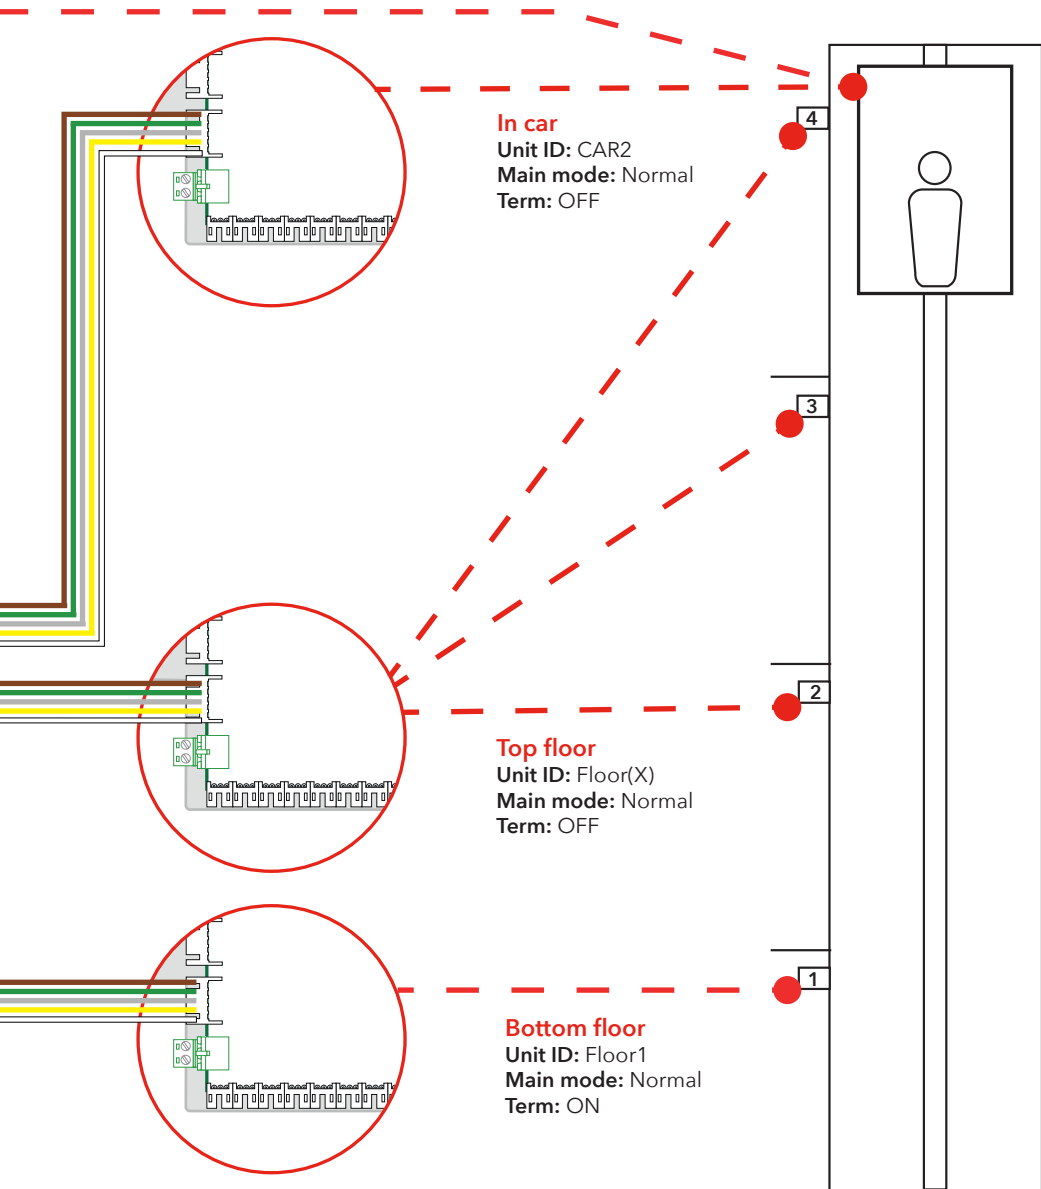 In car
Unit ID: CAR2
Main mode: Normal
Term: OFF
4
3
2
Top floor
Unit ID: Floor(X)
Main mode: Normal
Term: OFF
1
Bottom floor
Unit ID: Floor1
Main mode: Normal
Term: ON